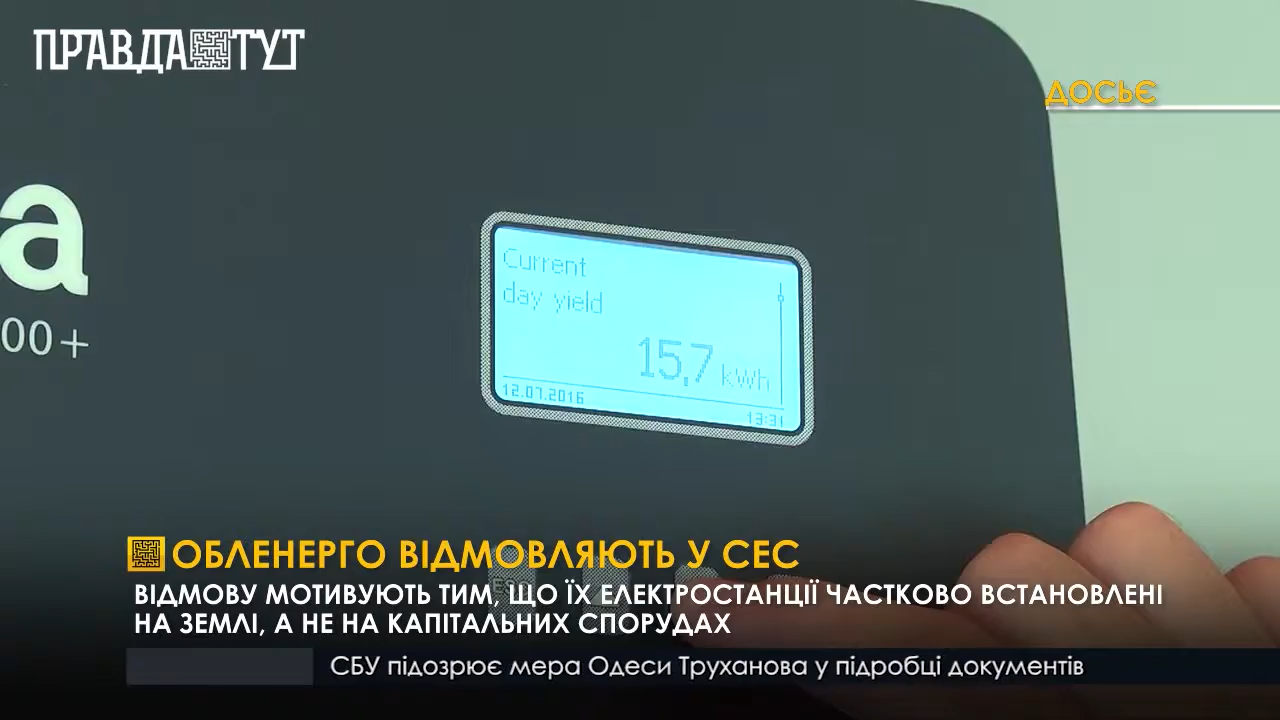 ПРАВДА ТУТ
ДОСЬЄ
a
00+
Current
day yield
15,7 kWh
12.07.2016 13:31
ОБЛЕНЕРГО ВІДМОВЛЯЮТЬ У СЕС
ВІДМОВУ МОТИВУЮТЬ ТИМ, ЩО ЇХ ЕЛЕКТРОСТАНЦІЇ ЧАСТКОВО ВСТАНОВЛЕНІ
НА ЗЕМЛІ, А НЕ НА КАПІТАЛЬНИХ СПОРУДАХ
СБУ підозрює мера Одеси Труханова у підробці документів